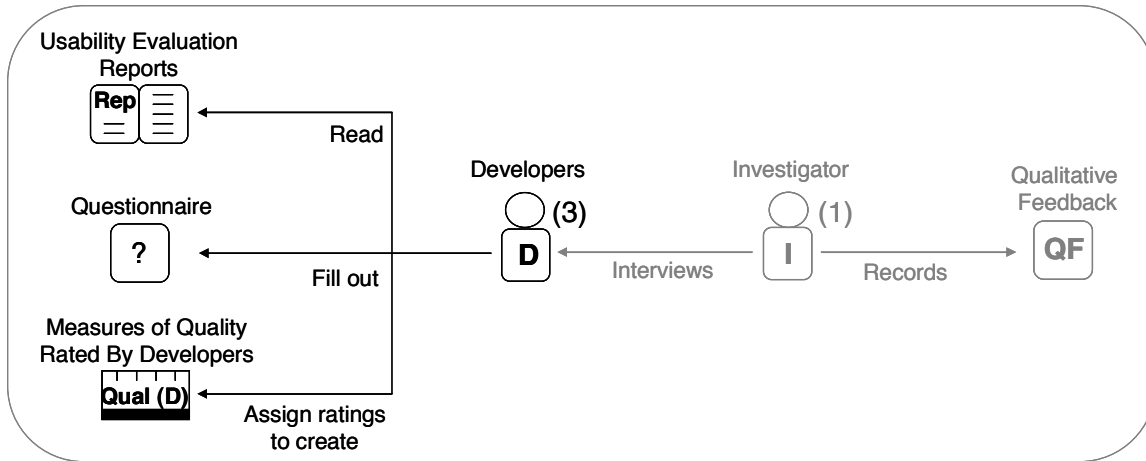 Usability Evaluation
Reports
Rep
Read
Developers
(3)
D
Investigator
(1)
I
Qualitative
Feedback
QF
Questionnaire
?
Fill out
Interviews
Records
Measures of Quality
Rated By Developers
Qual (D)
Assign ratings
to create